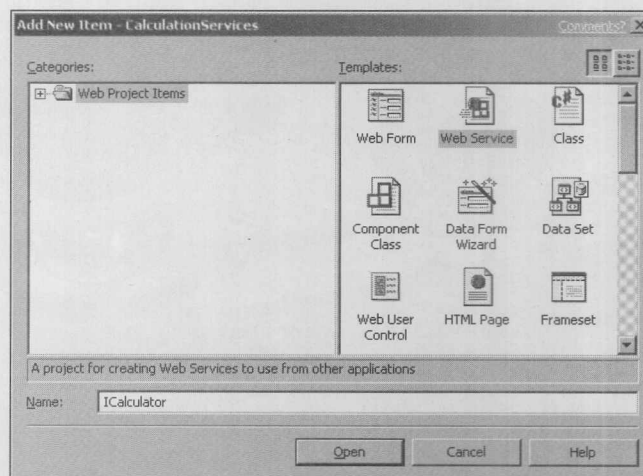 Add New Item - CalculationServices
Comments?
Categories:
Templates:
Web Project Items
Web Form
Web Service
C#
Class
Component Class
Data Form Wizard
Data Set
Web User Control
HTML Page
Frameset
A project for creating Web Services to use from other applications
Name:
ICalculator
Open
Cancel
Help